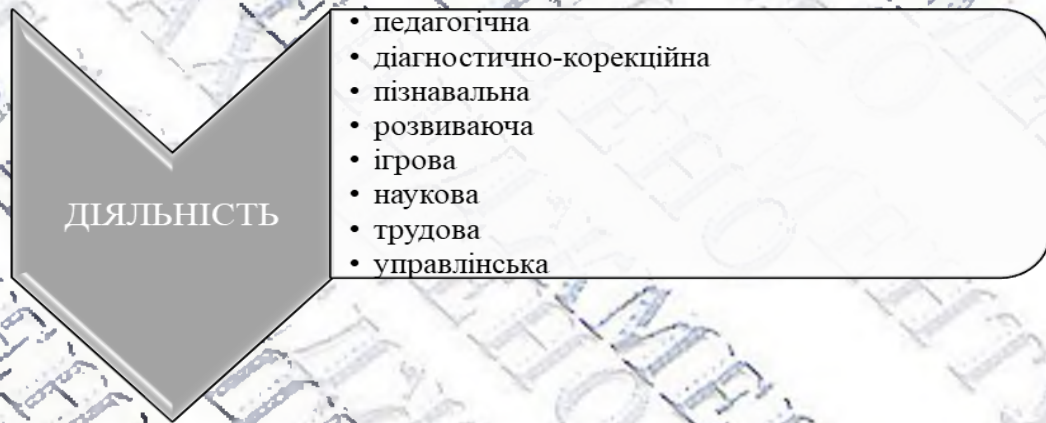 ДІЯЛЬНІСТЬ
• педагогічна
• діагностично-корекційна
• пізнавальна
• розвиваюча
• ігрова
• наукова
• трудова
• управлінська